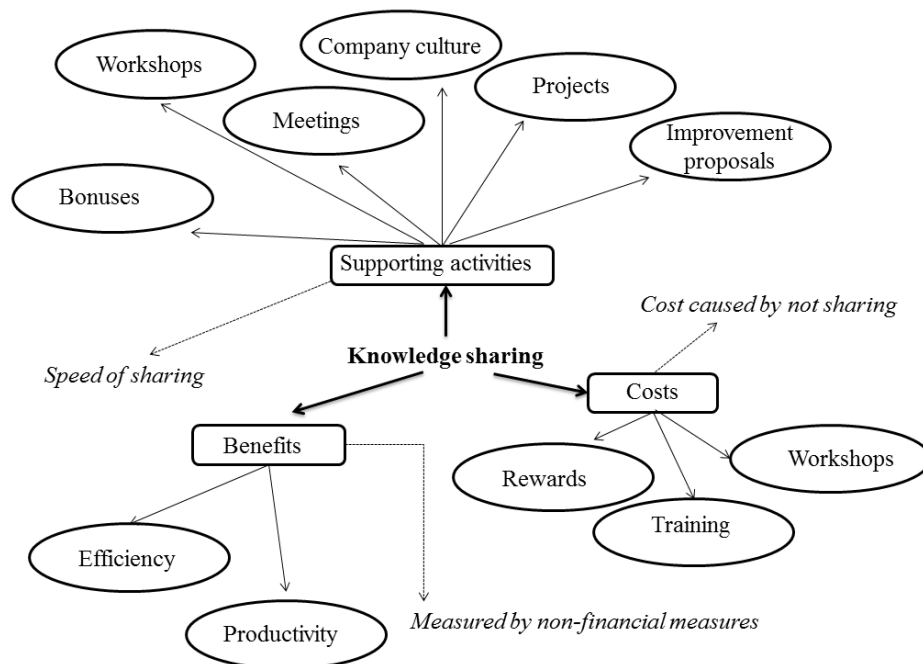 Company culture
Workshops
Projects
Meetings
Improvement
proposals
Bonuses
Supporting activities
Cost caused by not sharing
Knowledge sharing
Speed of sharing
Costs
Benefits
Workshops
Rewards
Training
Efficiency
Measured by non-financial measures
Productivity